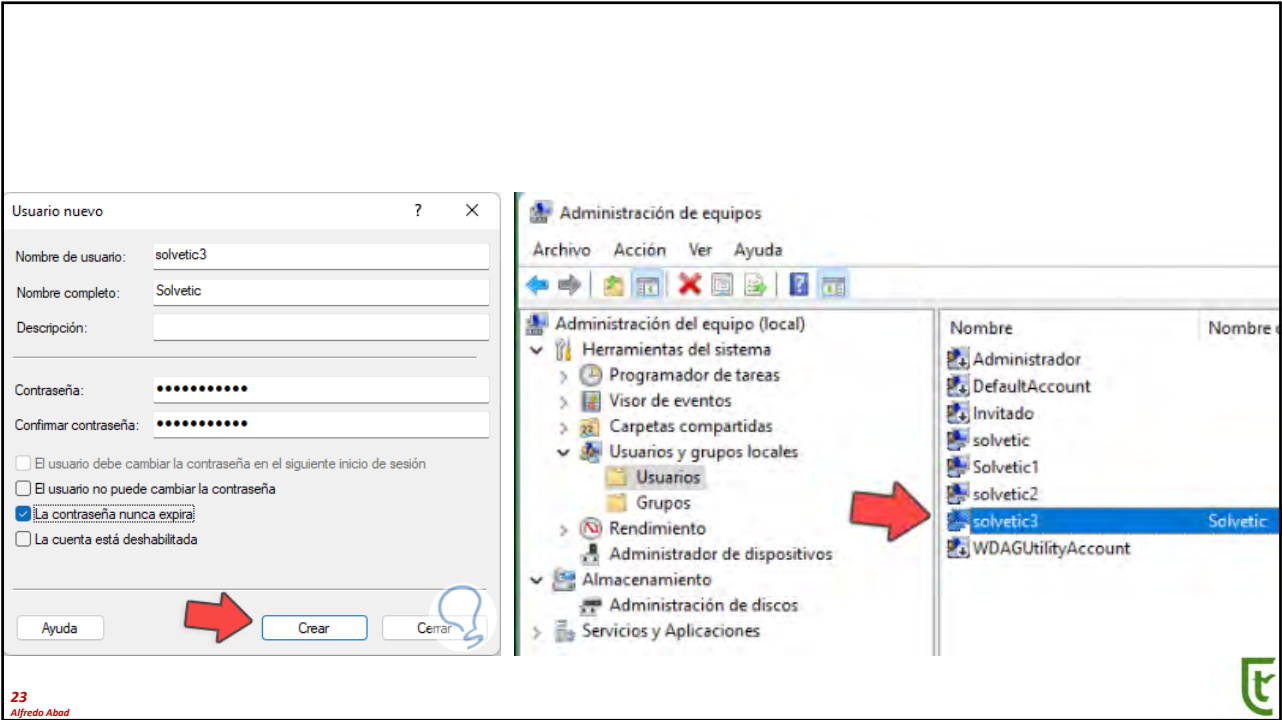 Usuario nuevo
?
Nombre de usuario:
solvetic3
Nombre completo:
Solvetic
Descripción:
Contraseña:
•••••••••••
Confirmar contraseña:
•••••••••••
El usuario debe cambiar la contraseña en el siguiente inicio de sesión
El usuario no puede cambiar la contraseña
La contraseña nunca expira
La cuenta está deshabilitada
Ayuda
Crear
Cerrar
Administración de equipos
Archivo Acción Ver Ayuda
Administración del equipo (local)
Herramientas del sistema
Programador de tareas
Visor de eventos
Carpetas compartidas
Usuarios y grupos locales
Usuarios
Grupos
Rendimiento
Administrador de dispositivos
Almacenamiento
Administración de discos
Servicios y Aplicaciones
Nombre
Nombre
Administrador
DefaultAccount
Invitado
solvetic
Solvetic1
solvetic2
solvetic3 Solvetic
WDAGUtilityAccount
23
Alfredo Abad